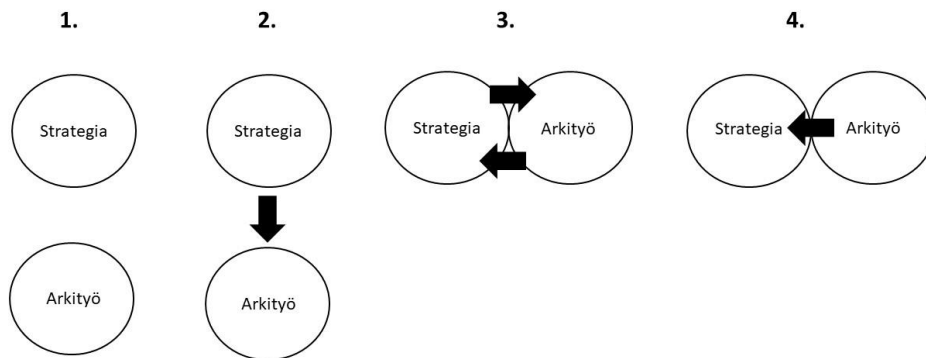 1.
2.
3.
4.
Strategia
Strategia
Strategia
Arkityö
Strategia
Arkityö
Arkityö
Arkityö